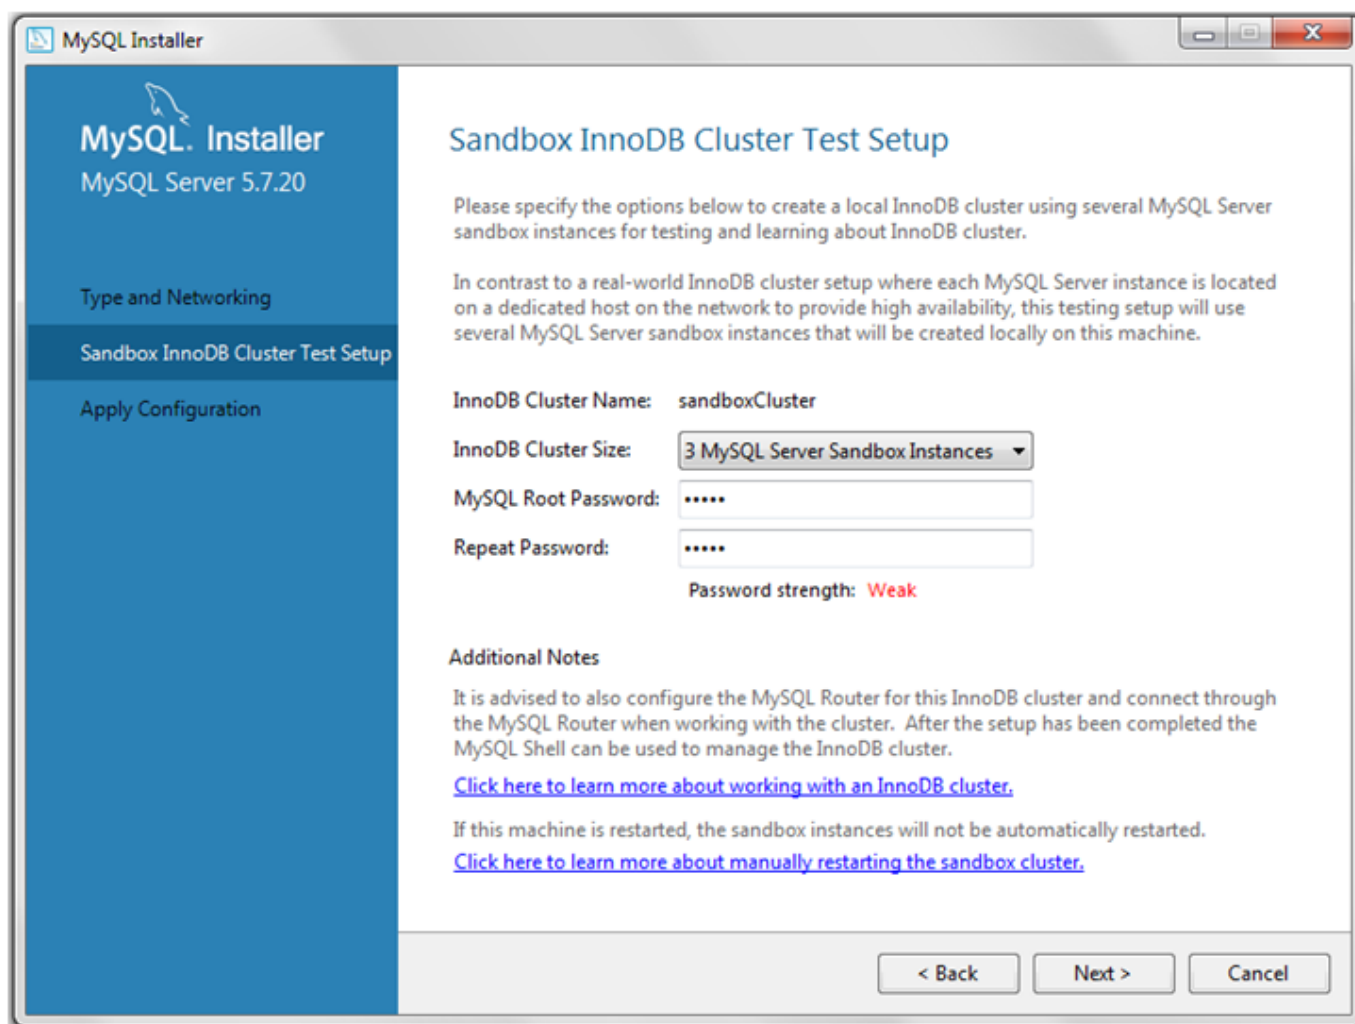 MySQL Installer
MySQL. Installer
MySQL Server 5.7.20
Type and Networking
Sandbox InnoDB Cluster Test Setup
Apply Configuration
Sandbox InnoDB Cluster Test Setup
Please specify the options below to create a local InnoDB cluster using several MySQL Server
sandbox instances for testing and learning about InnoDB cluster.
In contrast to a real-world InnoDB cluster setup where each MySQL Server instance is located
on a dedicated host on the network to provide high availability, this testing setup will use
several MySQL Server sandbox instances that will be created locally on this machine.
InnoDB Cluster Name: sandboxCluster
InnoDB Cluster Size: 3 MySQL Server Sandbox Instances
MySQL Root Password: •••••
Repeat Password: •••••
Password strength: Weak
Additional Notes
It is advised to also configure the MySQL Router for this InnoDB cluster and connect through
the MySQL Router when working with the cluster. After the setup has been completed the
MySQL Shell can be used to manage the InnoDB cluster.
Click here to learn more about working with an InnoDB cluster.
If this machine is restarted, the sandbox instances will not be automatically restarted.
Click here to learn more about manually restarting the sandbox cluster.
< Back Next > Cancel